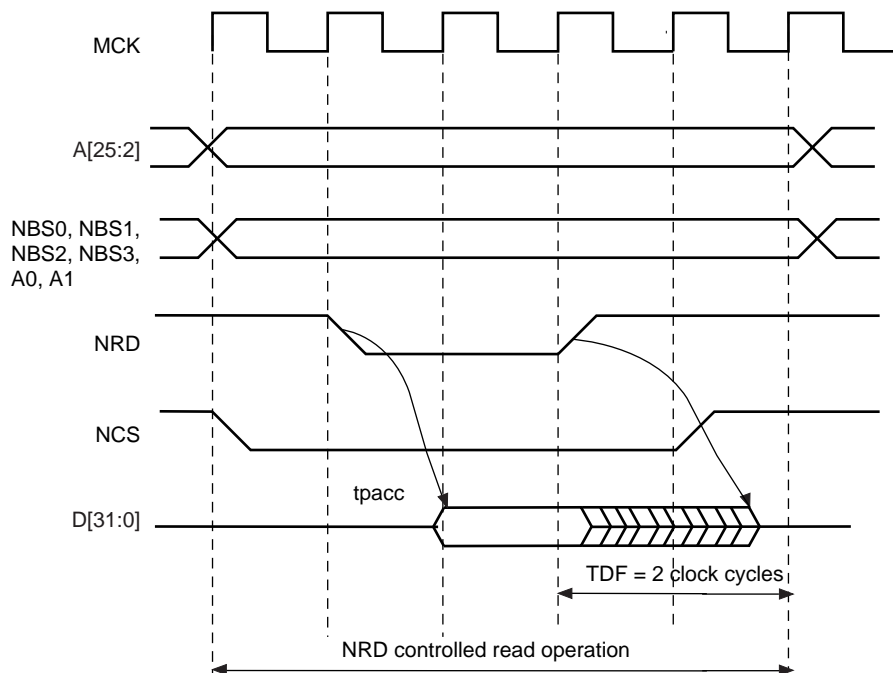 MCK
A[25:2]
NBS0, NBS1,
NBS2, NBS3,
A0, A1
NRD
NCS
tpacc
D[31:0]
TDF = 2 clock cycles
NRD controlled read operation